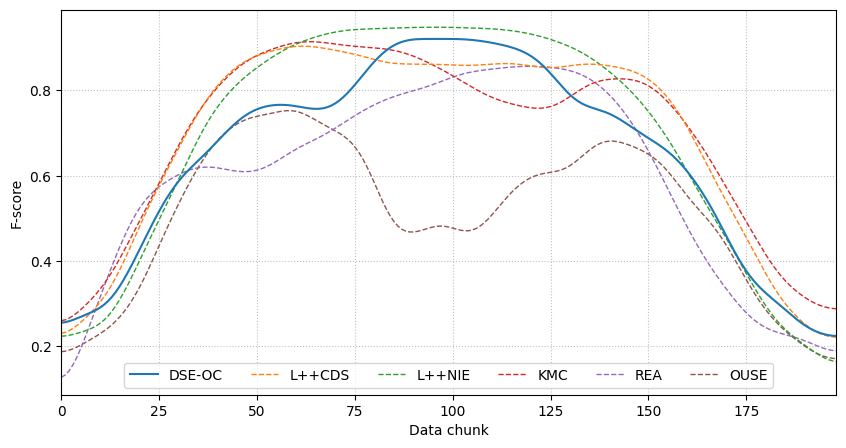 F-score
0.8
0.6
0.4
0.2
DSE-OC L++CDS L++NIE KMC REA OUSE
0 25 50 75 100 125 150 175
Data chunk